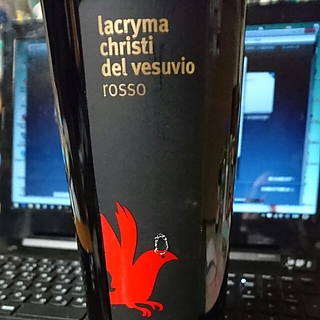 lacryma
christi
del vesuvio
rosso